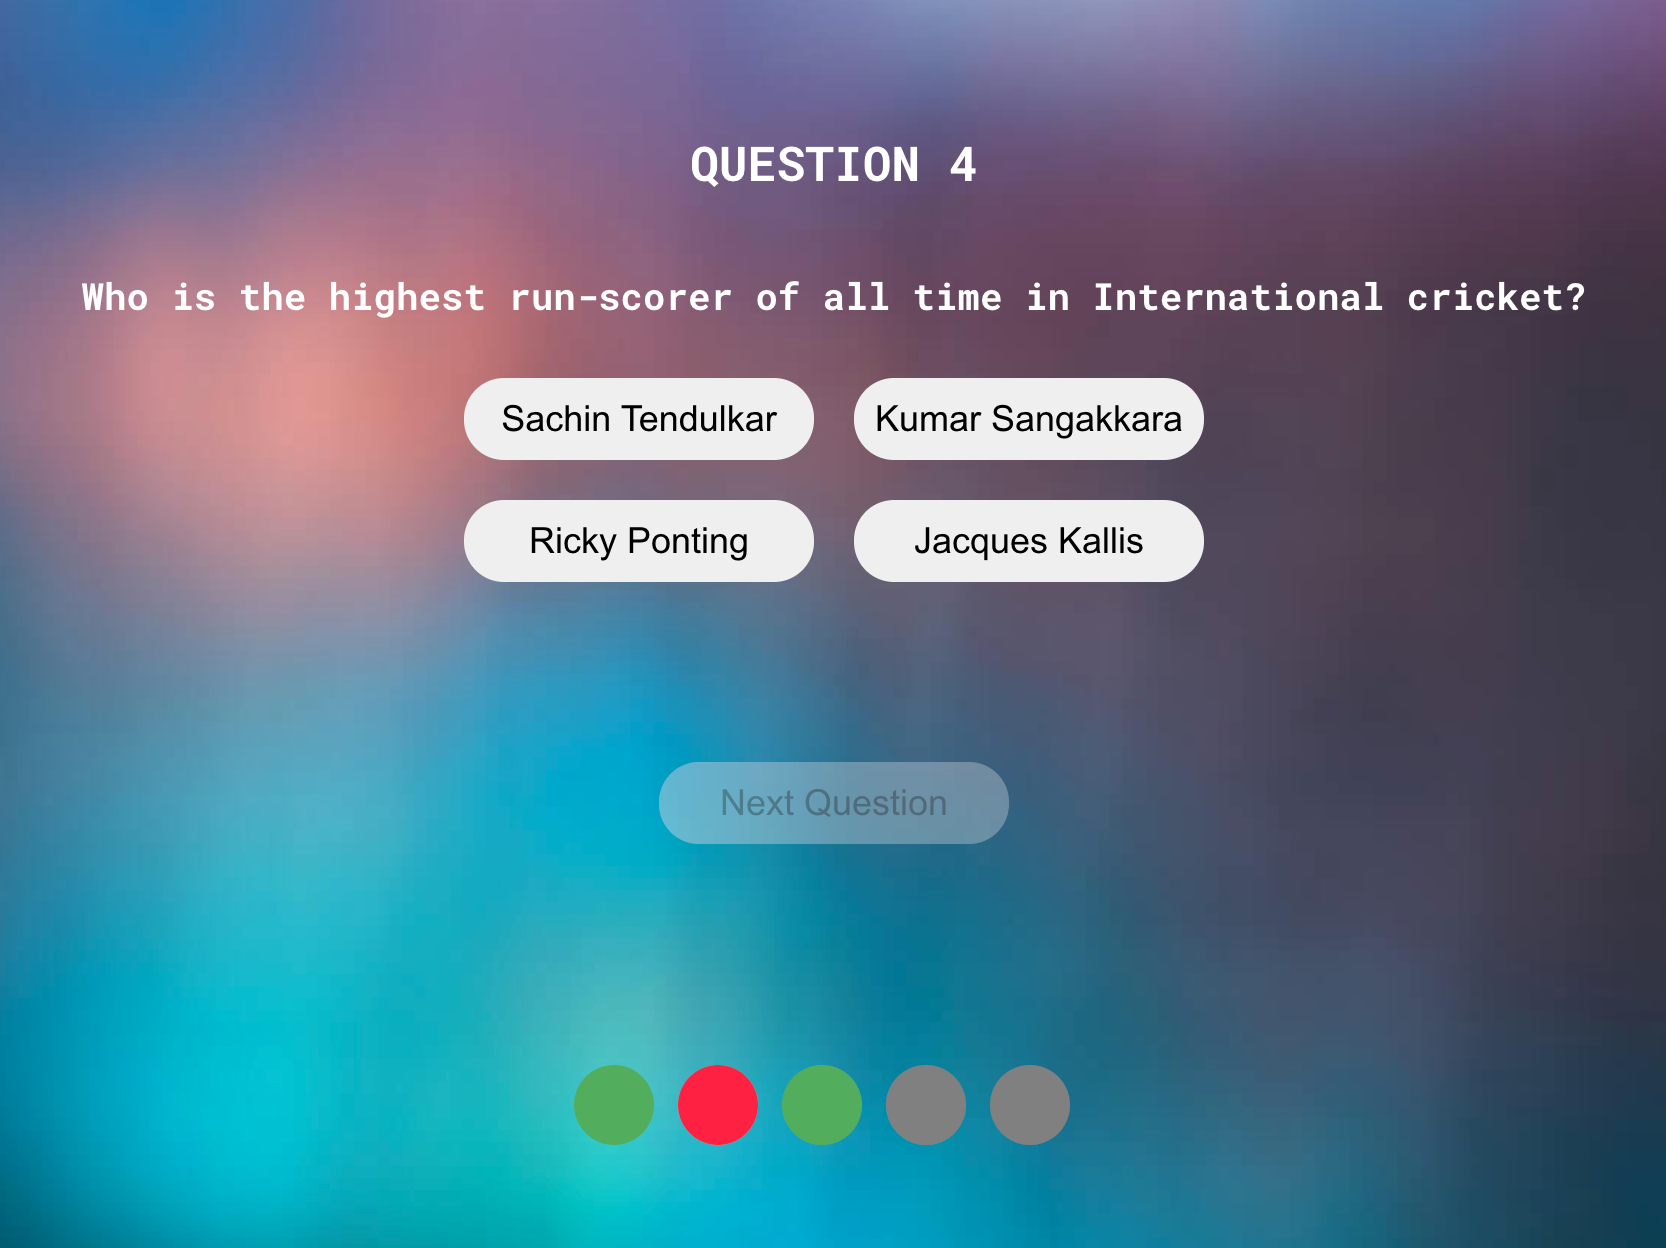 QUESTION 4
Who is the highest run-scorer of all time in International cricket?
Sachin Tendulkar
Kumar Sangakkara
Ricky Ponting
Jacques Kallis
Next Question